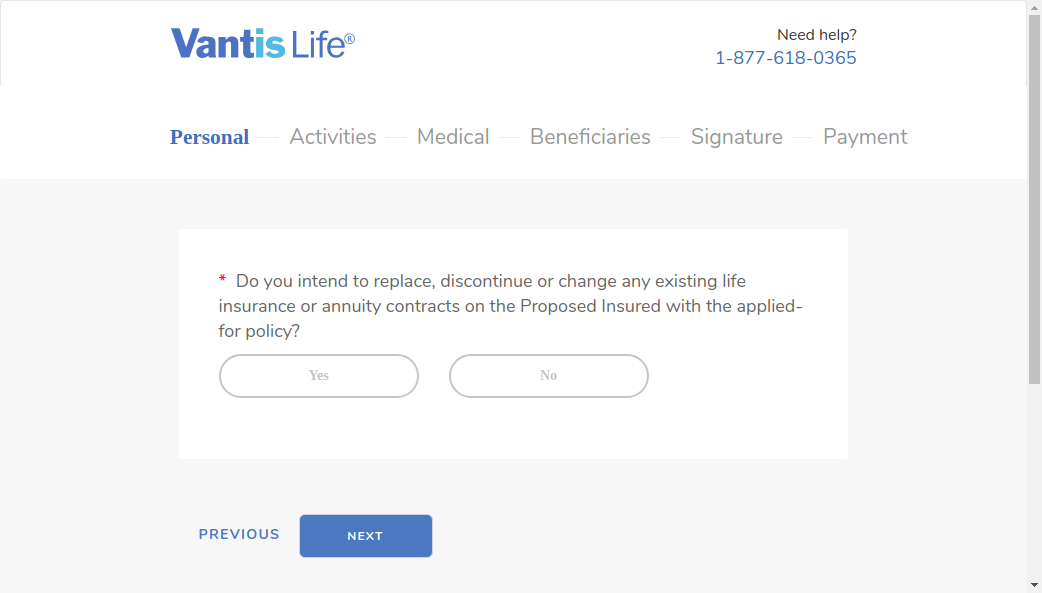 Vantis Life®
Need help?
1-877-618-0365
Personal Activities Medical Beneficiaries Signature Payment
* Do you intend to replace, discontinue or change any existing life
insurance or annuity contracts on the Proposed Insured with the applied-
for policy?
Yes No
PREVIOUS NEXT